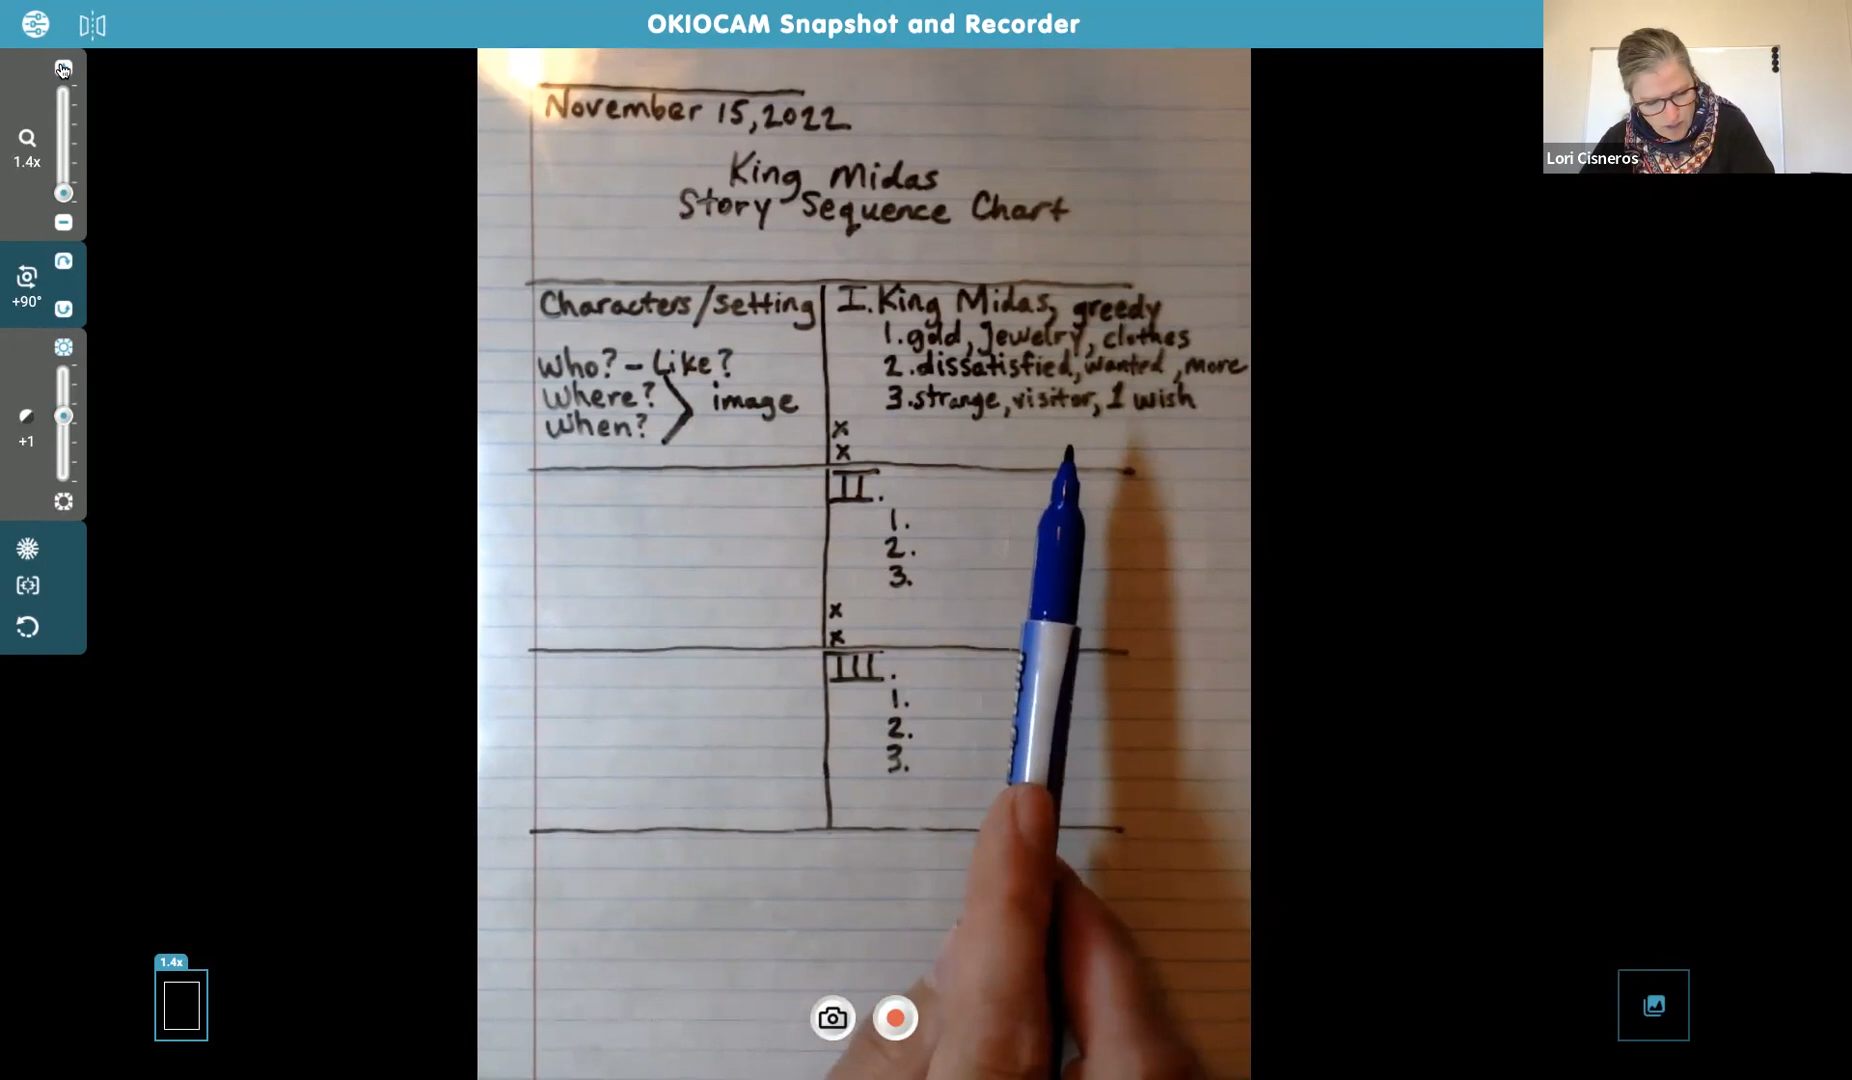 OKIOCAM Snapshot and Recorder
Lori Cisneros
1.4x
+90°
+1
November 15, 2022
King Midas
Story Sequence Chart
Characters/setting
Who? - Like?
Where?
When?
image
I. King Midas, greedy
1. gold, Jewelry, clothes
2. dissatisfied, wanted, more
3. strange, visitor, 1 wish
x
x
II.
1.
2.
3.
x
x
III.
1.
2.
3.
1.4x